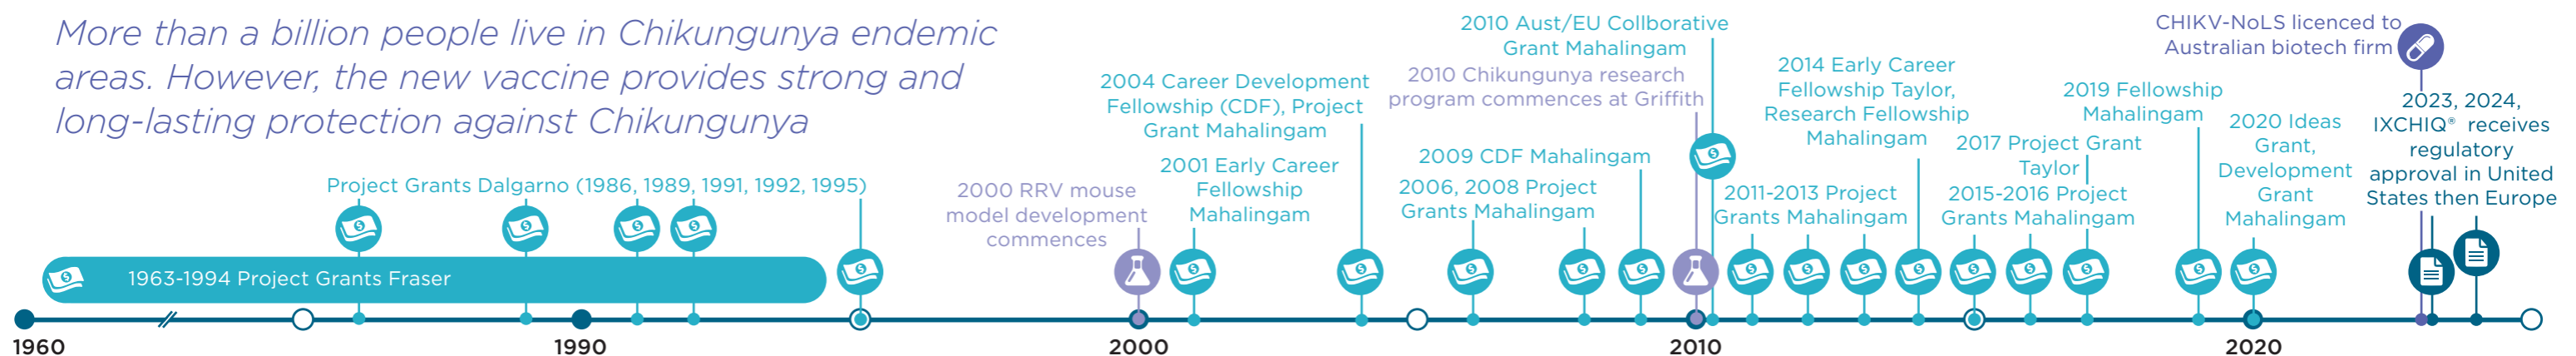 More than a billion people live in Chikungunya endemic
areas. However, the new vaccine provides strong and
long-lasting protection against Chikungunya
1963-1994 Project Grants Fraser
Project Grants Dalgarno (1986, 1989, 1991, 1992, 1995)
2000 RRV mouse
model development
commences
2001 Early Career
Fellowship
Mahalingam
2004 Career Development
Fellowship (CDF), Project
Grant Mahalingam
2006, 2008 Project
Grants Mahalingam
2009 CDF Mahalingam
2010 Chikungunya research
program commences at Griffith
2010 Aust/EU Collborative
Grant Mahalingam
2011-2013 Project
Grants Mahalingam
2014 Early Career
Fellowship Taylor,
Research Fellowship
Mahalingam
2015-2016 Project
Grants Mahalingam
2017 Project Grant
Taylor
2019 Fellowship
Mahalingam
2020 Ideas
Grant,
Development
Grant
Mahalingam
CHIKV-NoLS licenced to
Australian biotech firm
2023, 2024,
IXCHIQ® receives
regulatory
approval in United
States then Europe
1960
1990
2000
2010
2020